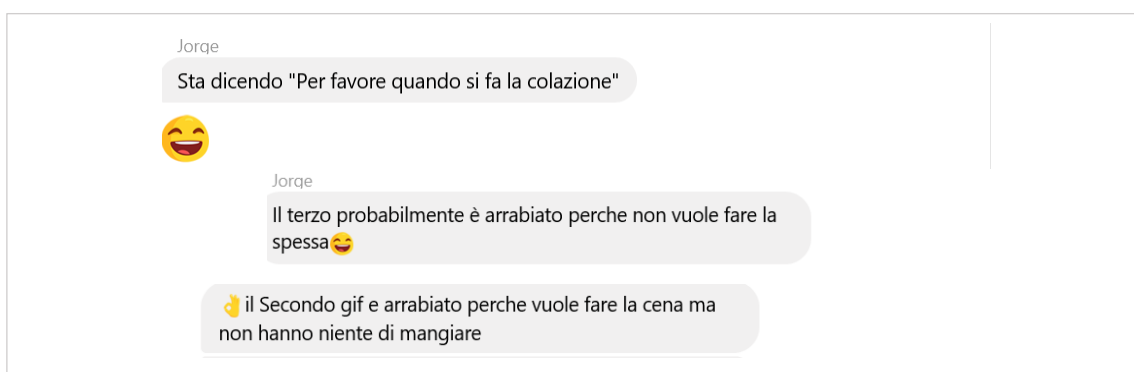 Jorge
Sta dicendo "Per favore quando si fa la colazione"
😄
Jorge
Il terzo probabilmente è arrabiato perche non vuole fare la
spessa😄
👌il Secondo gif e arrabiato perche vuole fare la cena ma
non hanno niente di mangiare